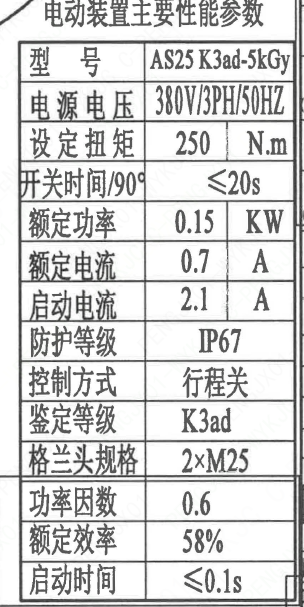 电动装置主要性能参数
型 号 AS25 K3ad-5kGy
电源电压 380V/3PH/50HZ
设定扭矩 250 N.m
开关时间/90° ≤20s
额定功率 0.15 KW
额定电流 0.7 A
启动电流 2.1 A
防护等级 IP67
控制方式 行程关
鉴定等级 K3ad
格兰头规格 2×M25
功率因数 0.6
额定效率 58%
启动时间 ≤0.1s